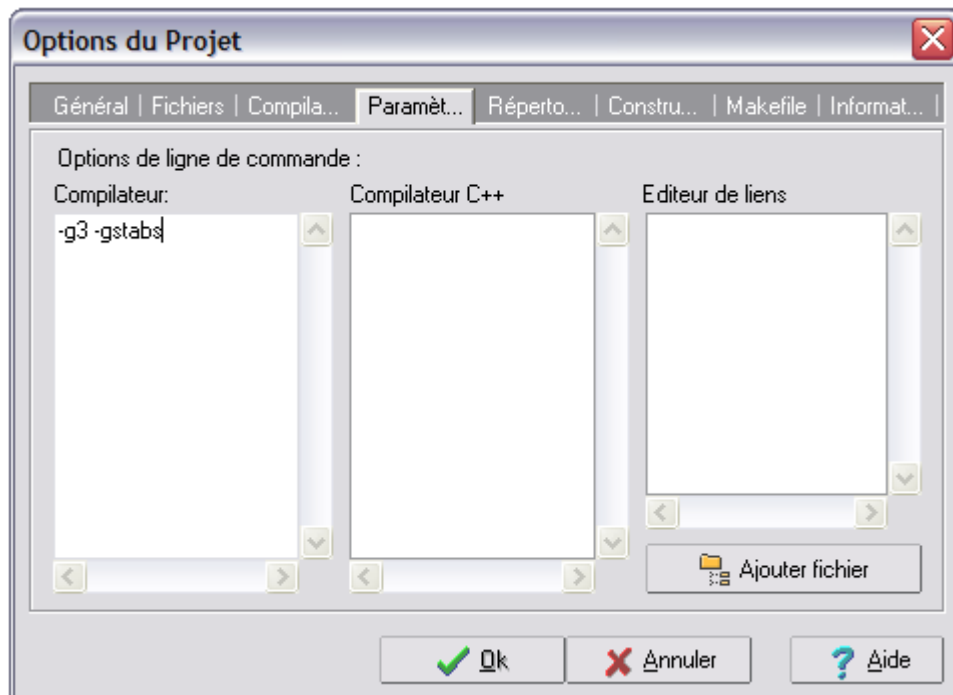 Options du Projet
Général | Fichiers | Compila... Paramèt... Réperto... | Constru... | Makefile | Informat... |
Options de ligne de commande :
Compilateur: Compilateur C++ Editeur de liens
-g3 -gstabs
Ajouter fichier
Ok Annuler Aide